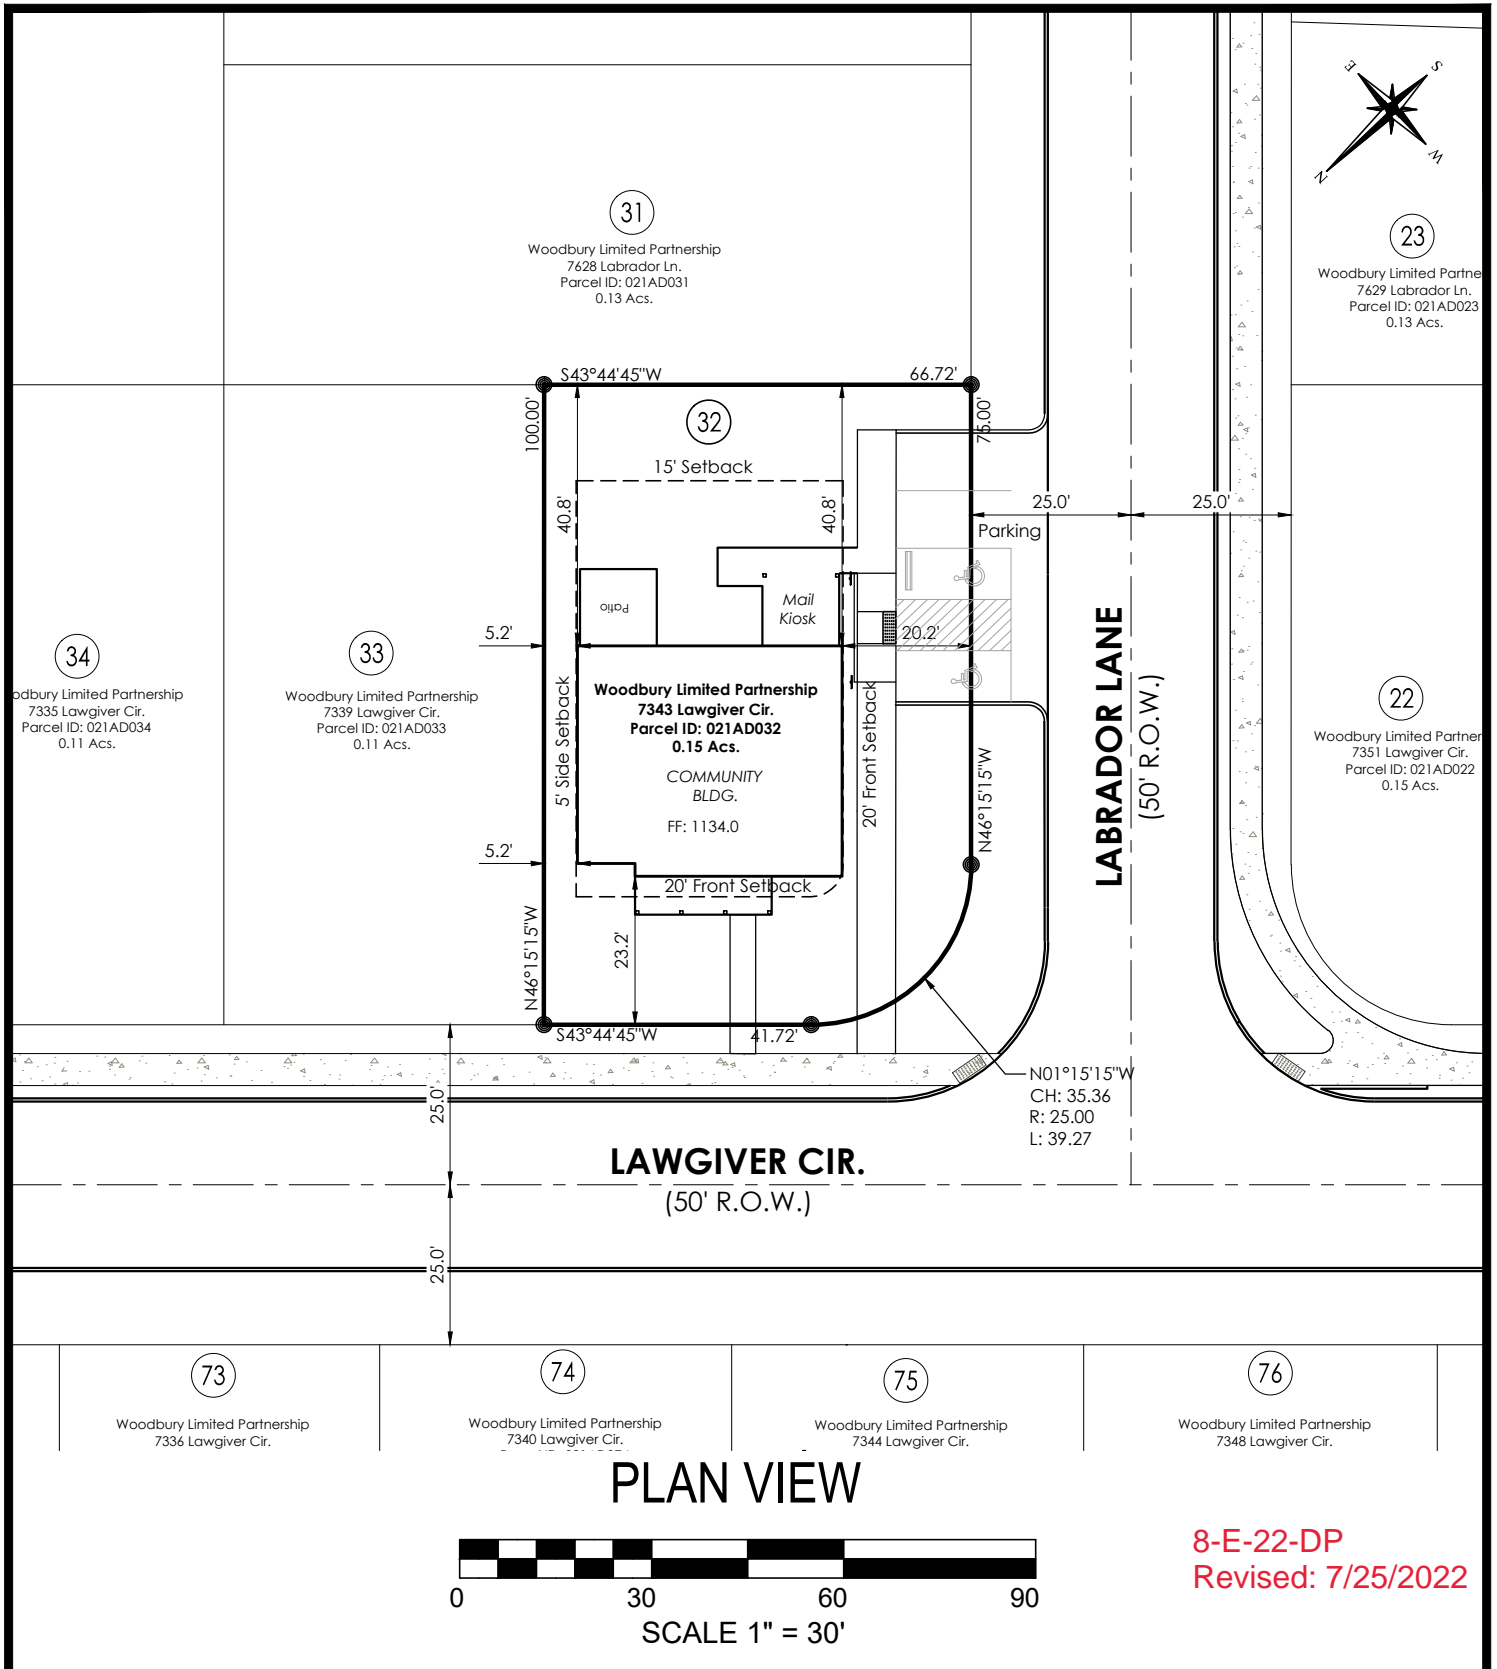 E
S
W
N
31
Woodbury Limited Partnership
7628 Labrador Ln.
Parcel ID: 021AD031
0.13 Acs.
23
Woodbury Limited Partne
7629 Labrador Ln.
Parcel ID: 021AD023
0.13 Acs.
S43°44'45"W
66.72'
100.00'
75.00'
32
15' Setback
40.8'
40.8'
25.0'
25.0'
Parking
Patio
Mail
Kiosk
5.2'
20.2'
34
odbury Limited Partnership
7335 Lawgiver Cir.
Parcel ID: 021AD034
0.11 Acs.
33
Woodbury Limited Partnership
7339 Lawgiver Cir.
Parcel ID: 021AD033
0.11 Acs.
5' Side Setback
Woodbury Limited Partnership
7343 Lawgiver Cir.
Parcel ID: 021AD032
0.15 Acs.
COMMUNITY
BLDG.
FF: 1134.0
20' Front Setback
N46°15'15"W
LABRADOR LANE
(50' R.O.W.)
22
Woodbury Limited Partner
7351 Lawgiver Cir.
Parcel ID: 021AD022
0.15 Acs.
5.2'
20' Front Setback
N46°15'15"W
23.2'
S43°44'45"W
41.72'
N01°15'15"W
CH: 35.36
R: 25.00
L: 39.27
25.0'
LAWGIVER CIR.
(50' R.O.W.)
25.0'
73
Woodbury Limited Partnership
7336 Lawgiver Cir.
74
Woodbury Limited Partnership
7340 Lawgiver Cir.
75
Woodbury Limited Partnership
7344 Lawgiver Cir.
76
Woodbury Limited Partnership
7348 Lawgiver Cir.
PLAN VIEW
0 30 60 90
SCALE 1" = 30'
8-E-22-DP
Revised: 7/25/2022